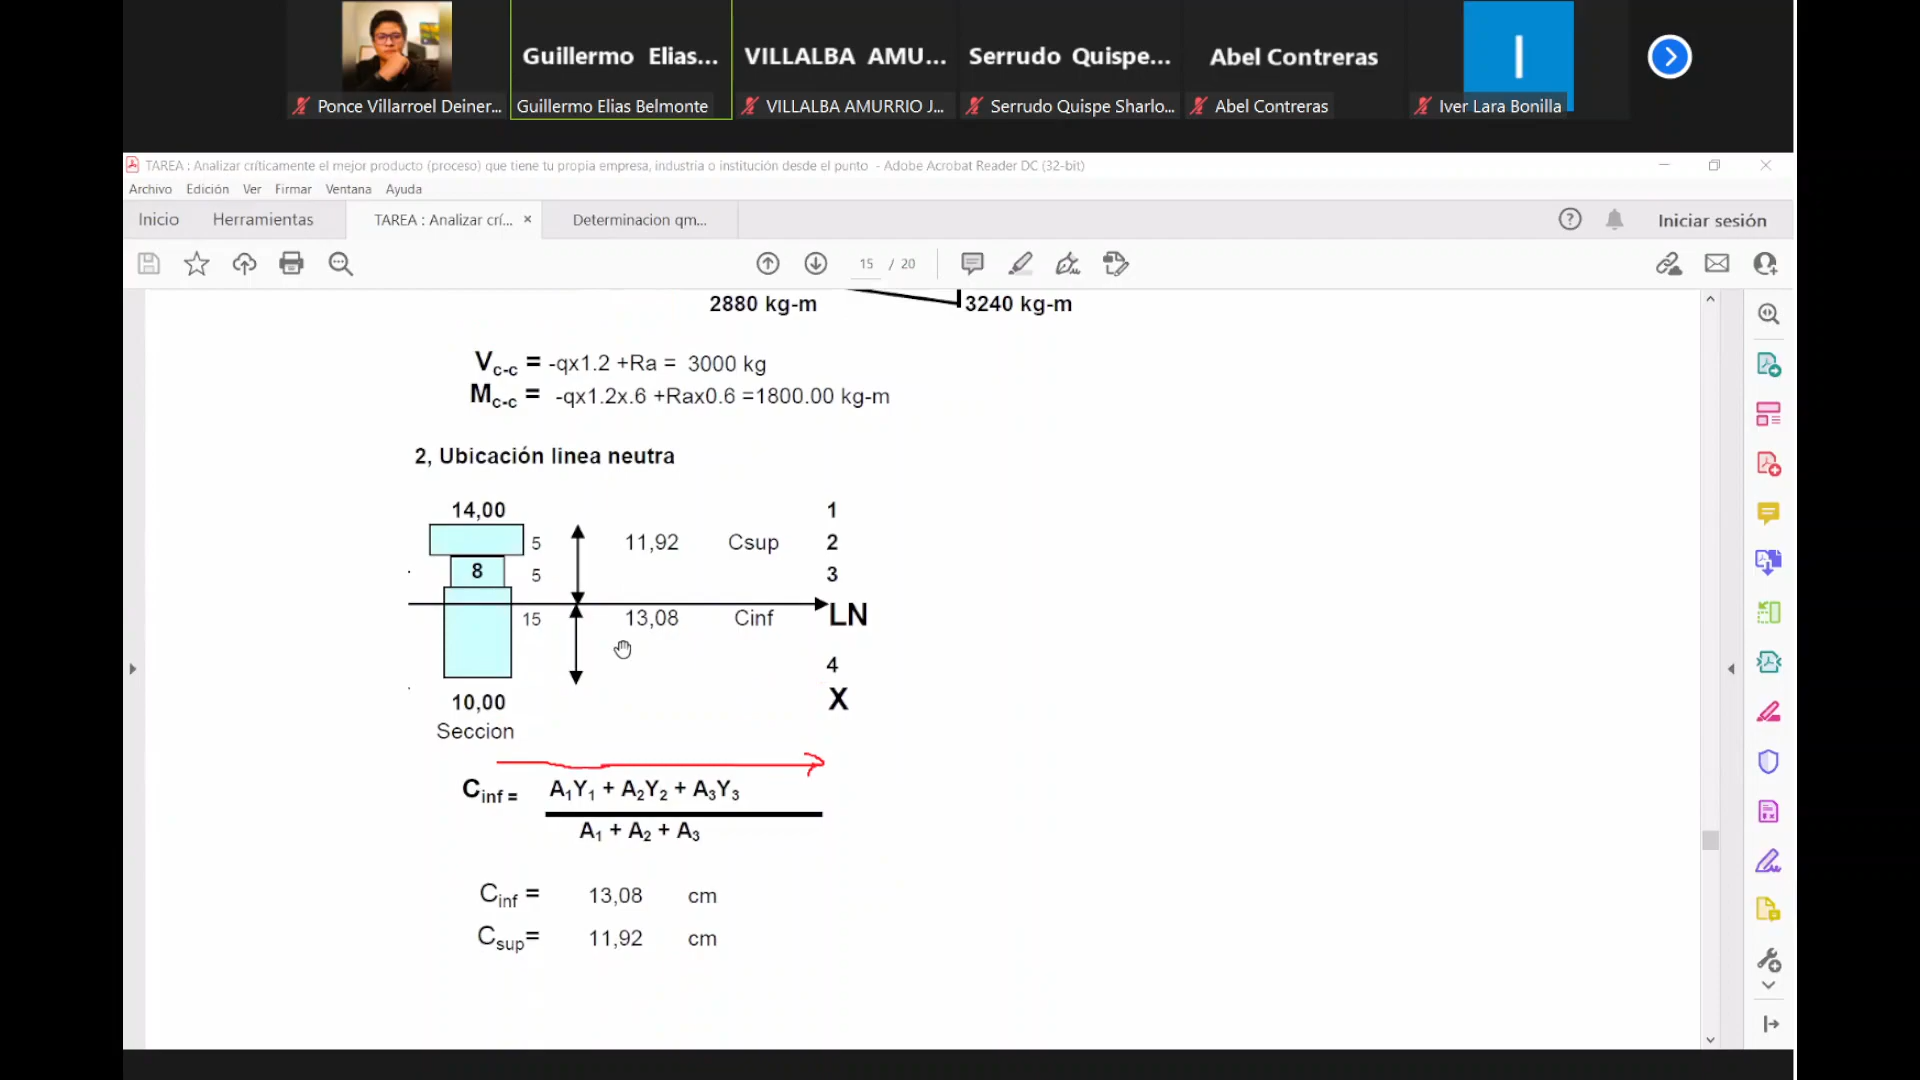 Guillermo Elias...
VILLALBA AMU...
Serrudo Quispe...
Abel Contreras
I
Ponce Villarroel Deiner...
Guillermo Elias Belmonte
VILLALBA AMURRIO J...
Serrudo Quispe Sharlo...
Abel Contreras
Iver Lara Bonilla
TAREA : Analizar críticamente el mejor producto (proceso) que tiene tu propia empresa, industria o institución desde el punto - Adobe Acrobat Reader DC (32-bit)
Archivo Edición Ver Firmar Ventana Ayuda
Inicio Herramientas TAREA : Analizar crí... × Determinacion qm... Iniciar sesión
15 / 20
2880 kg-m 3240 kg-m
Vc-c = -qx1.2 +Ra = 3000 kg
Mc-c = -qx1.2x.6 +Rax0.6 =1800.00 kg-m
2, Ubicación linea neutra
14,00 1
5 11,92 Csup 2
8 5 3
15 13,08 Cinf LN
4
10,00 X
Seccion
Cinf = A1Y1 + A2Y2 + A3Y3
A1 + A2 + A3
Cinf = 13,08 cm
Csup= 11,92 cm